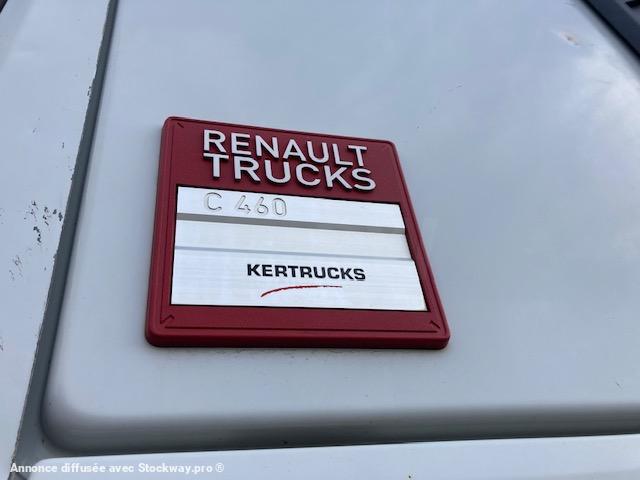 RENAULT
TRUCKS
C 460
KERTRUCKS
Annonce diffusée avec Stockway.pro ®